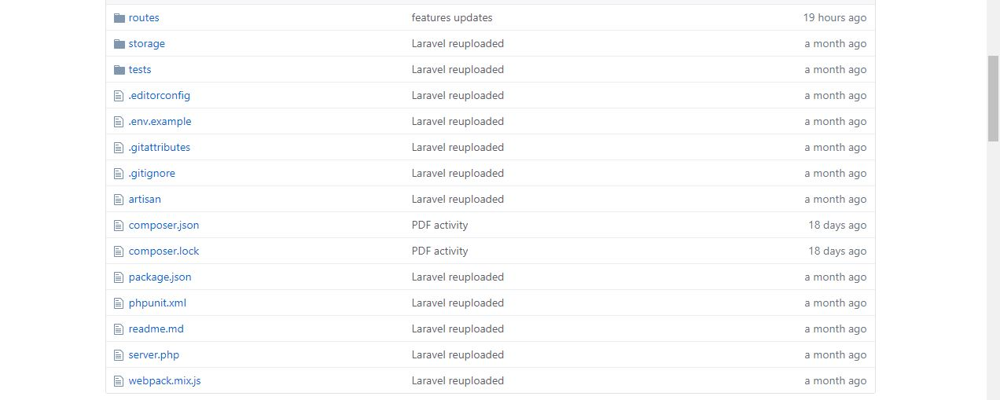 routes features updates 19 hours ago
storage Laravel reuploaded a month ago
tests Laravel reuploaded a month ago
.editorconfig Laravel reuploaded a month ago
.env.example Laravel reuploaded a month ago
.gitattributes Laravel reuploaded a month ago
.gitignore Laravel reuploaded a month ago
artisan Laravel reuploaded a month ago
composer.json PDF activity 18 days ago
composer.lock PDF activity 18 days ago
package.json Laravel reuploaded a month ago
phpunit.xml Laravel reuploaded a month ago
readme.md Laravel reuploaded a month ago
server.php Laravel reuploaded a month ago
webpack.mix.js Laravel reuploaded a month ago